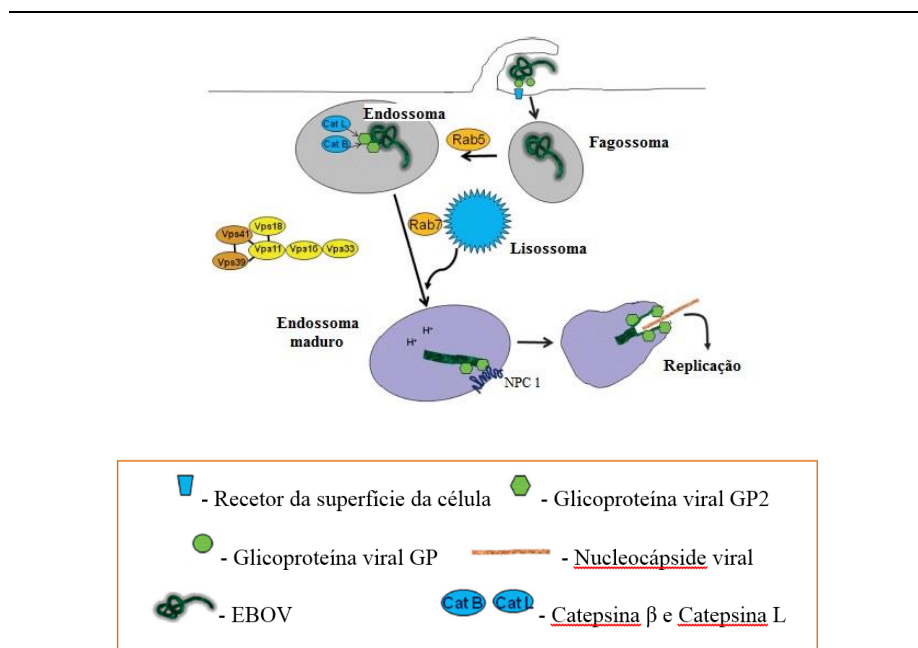 Endossoma
Cat L
Cat B
Rab5
Fagossoma
Vps18
Vps41
Vps11
Vps16
Vps33
Vps39
Rab7
Lisossoma
Endossoma
maduro
H+
H+
NPC 1
Replicação
- Recetor da superfície da célula
- Glicoproteína viral GP2
- Glicoproteína viral GP
- Nucleocápside viral
- EBOV
Cat B Cat L - Catepsina β e Catepsina L